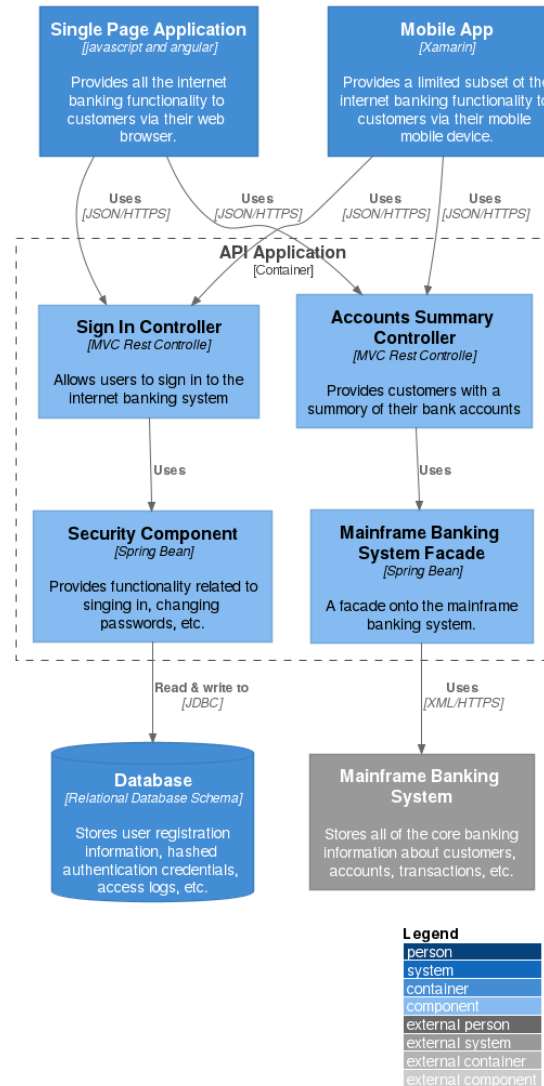 Single Page Application
[javascript and angular]
Provides all the internet
banking functionality to
customers via their web
browser.
Mobile App
[Xamarin]
Provides a limited subset ot the
internet banking functionality to
customers via their mobile
mobile device.
Uses
[JSON/HTTPS]
Uses
[JSON/HTTPS]
Uses
[JSON/HTTPS]
Uses
[JSON/HTTPS]
API Application
[Container]
Sign In Controller
[MVC Rest Controlle]
Allows users to sign in to the
internet banking system
Accounts Summary
Controller
[MVC Rest Controlle]
Provides customers with a
summory of their bank accounts
Uses
Uses
Security Component
[Spring Bean]
Provides functionality related to
singing in, changing
passwords, etc.
Mainframe Banking
System Facade
[Spring Bean]
A facade onto the mainframe
banking system.
Read & write to
[JDBC]
Uses
[XML/HTTPS]
Database
[Relational Database Schema]
Stores user registration
information, hashed
authentication credentials,
access logs, etc.
Mainframe Banking
System
Stores all of the core banking
information about customers,
accounts, transactions, etc.
Legend
person
system
container
component
external person
external system
external container
external component